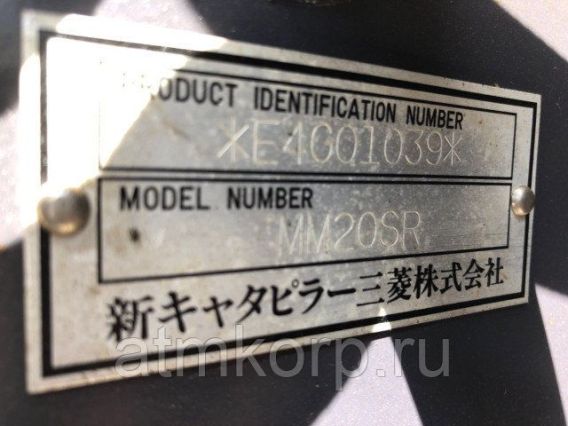 PRODUCT IDENTIFICATION NUMBER
*E4G01039*
MODEL NUMBER
MM20SR
新キャタピラー三菱株式会社
atmkorp.ru